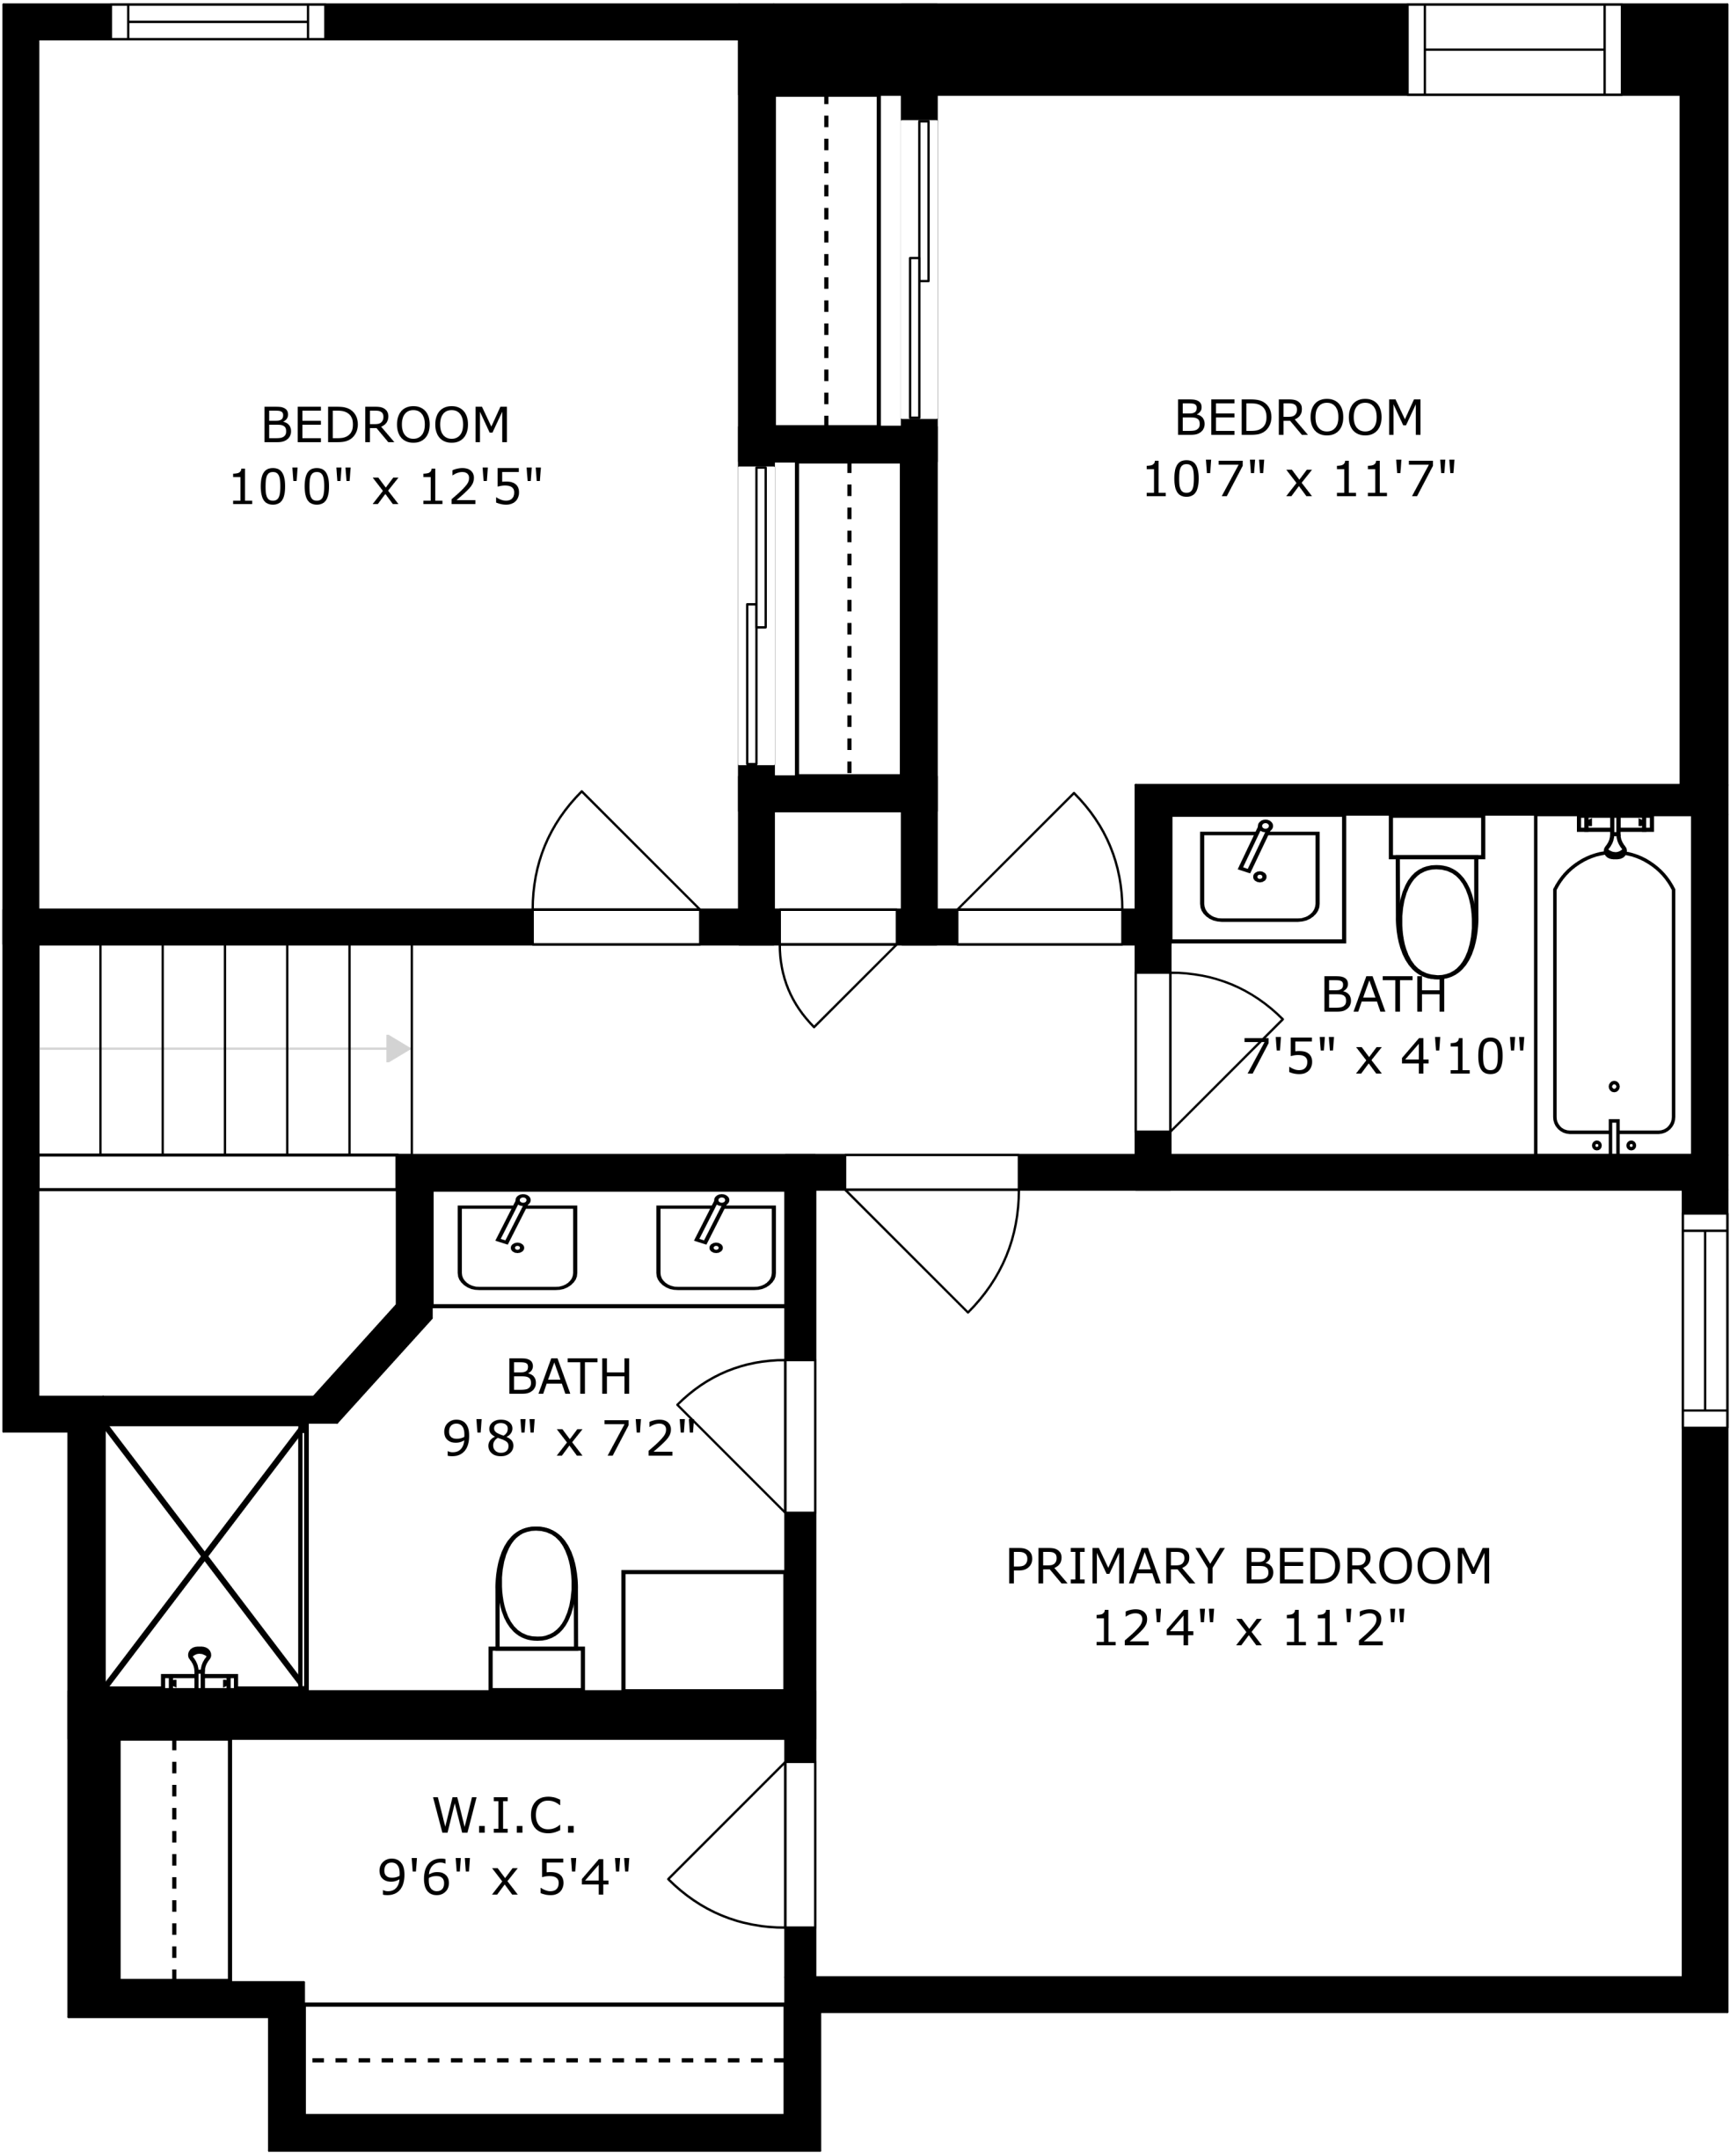 BEDROOM
10'0" x 12'5"
BEDROOM
10'7" x 11'7"
BATH
7'5" x 4'10"
BATH
9'8" x 7'2"
PRIMARY BEDROOM
12'4" x 11'2"
W.I.C.
9'6" x 5'4"